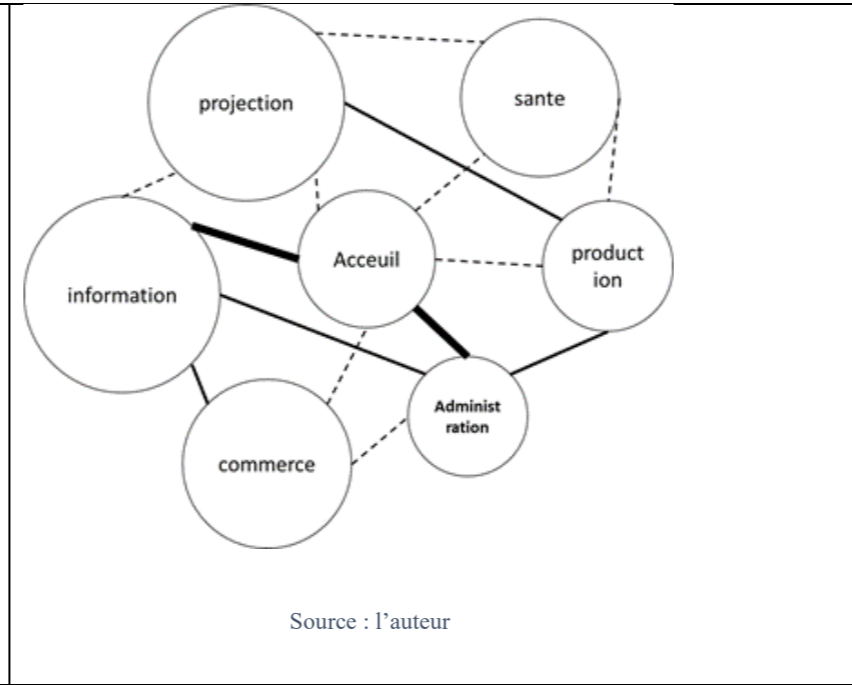 projection
sante
Acceuil
product
ion
information
Administ
ration
commerce
Source : l’auteur